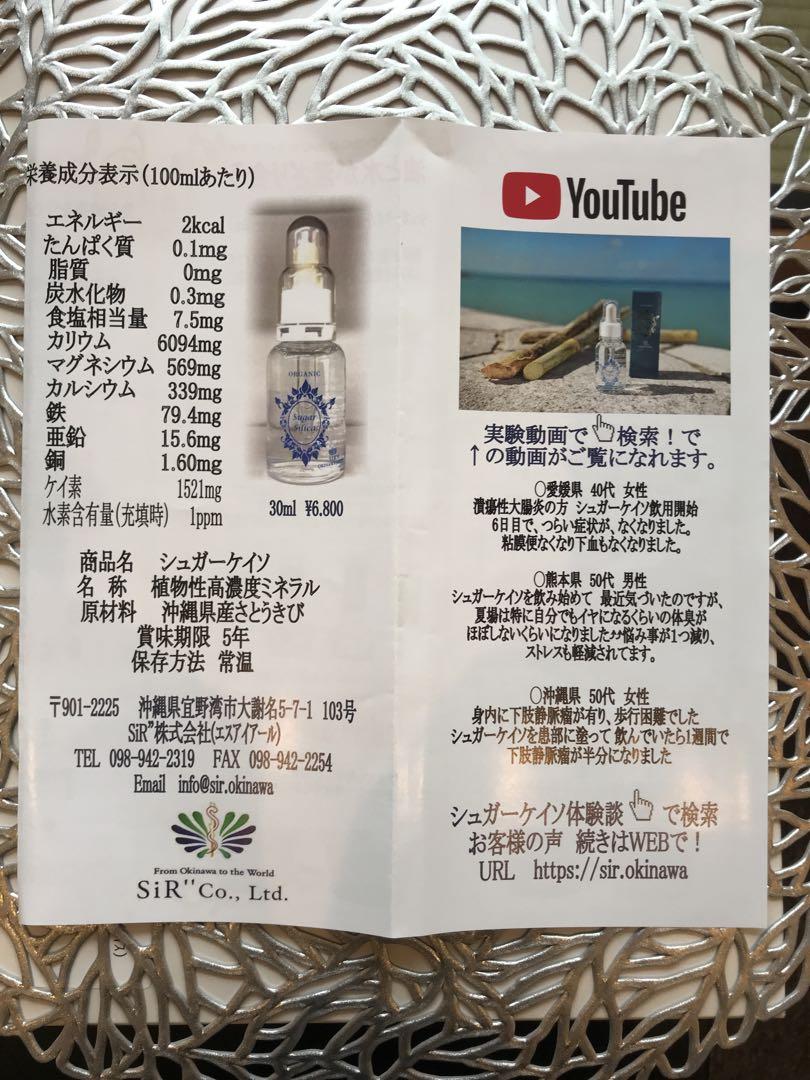 栄養成分表示(100mlあたり)
エネルギー 2kcal
たんぱく質 0.1mg
脂質 0mg
炭水化物 0.3mg
食塩相当量 7.5mg
カリウム 6094mg
マグネシウム 569mg
カルシウム 339mg
鉄 79.4mg
亜鉛 15.6mg
銅 1.60mg
ケイ素 1521mg
水素含有量(充填時) 1ppm
ORGANIC
Sugar
Silica
30ml ¥6,800
商品名 シュガーケイソ
名 称 植物性高濃度ミネラル
原材料 沖縄県産さとうきび
賞味期限 5年
保存方法 常温
〒901-2225 沖縄県宜野湾市大謝名5-7-1 103号
SiR”株式会社(エスアイアール)
TEL 098-942-2319 FAX 098-942-2254
Email info@sir.okinawa
From Okinawa to the World
SiR" Co., Ltd.
YouTube
実験動画で 検索！で
↑の動画がご覧になれます。
○愛媛県 40代 女性
潰瘍性大腸炎の方 シュガーケイソ飲用開始
6日目で、つらい症状が、なくなりました。
粘膜便なくなり下血もなくなりました。
○熊本県 50代 男性
シュガーケイソを飲み始めて 最近気づいたのですが、
夏場は特に自分でもイヤになるくらいの体臭が
ほぼしないくらいになりました♪♪悩み事が1つ減り、
ストレスも軽減されてます。
○沖縄県 50代 女性
身内に下肢静脈瘤が有り、歩行困難でした
シュガーケイソを患部に塗って 飲んでいたら1週間で
下肢静脈瘤が半分になりました
シュガーケイソ体験談 で検索
お客様の声 続きはWEBで！
URL https://sir.okinawa